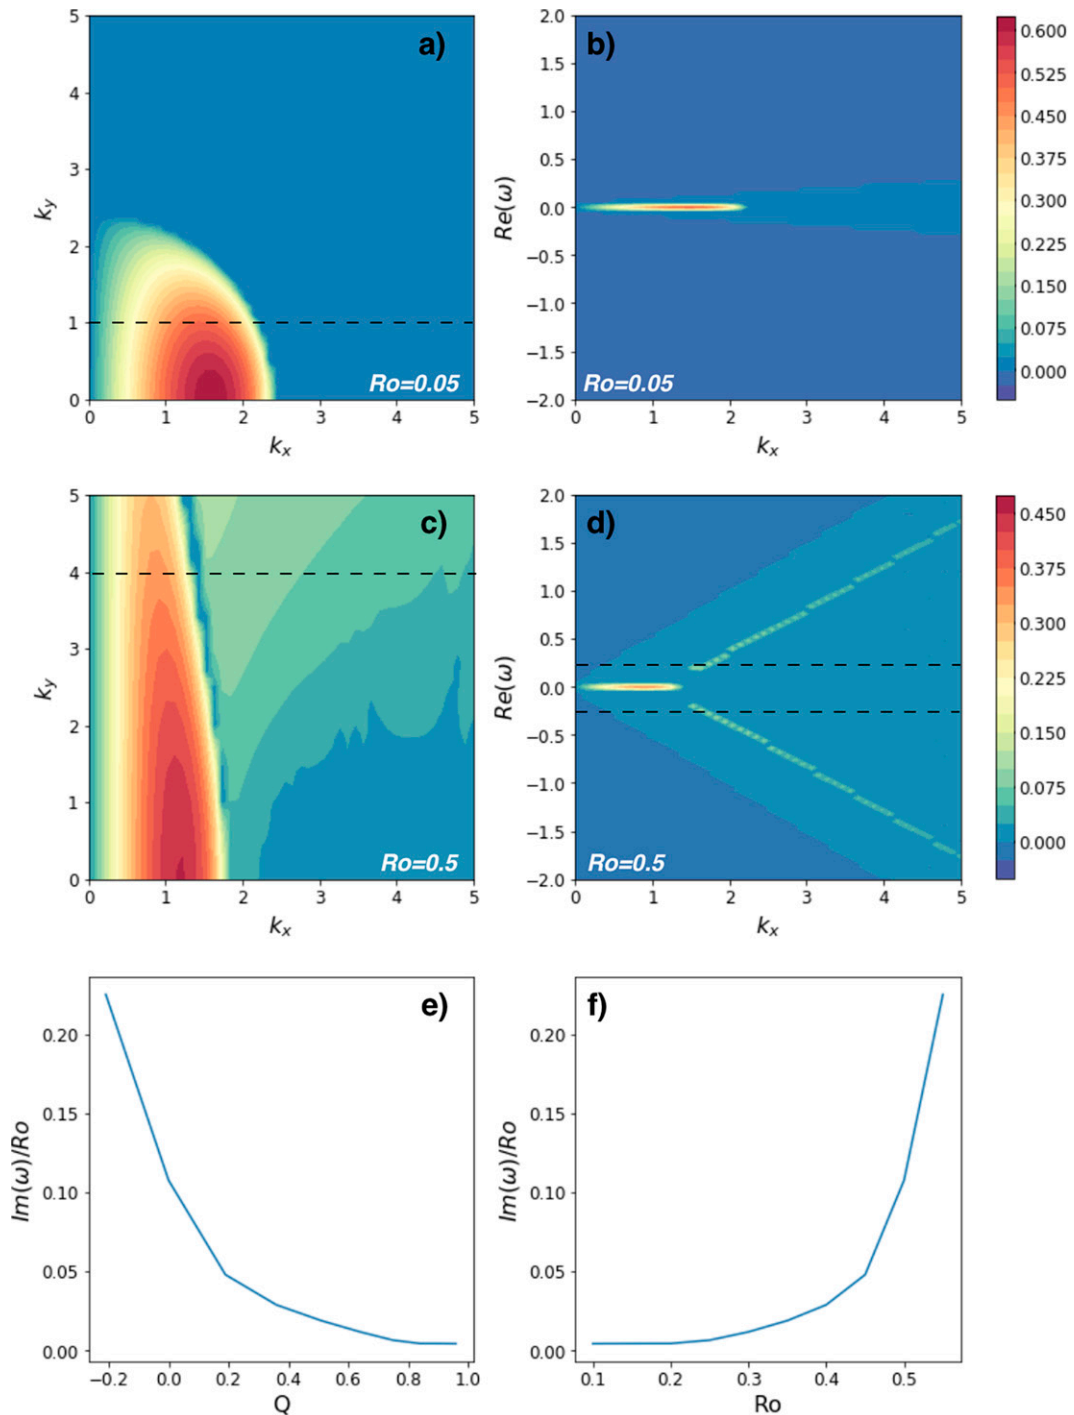 a)
5
4
3
2
1
0
k_y
0 1 2 3 4 5
k_x
Ro=0.05
b)
2.0
1.5
1.0
0.5
0.0
−0.5
−1.0
−1.5
−2.0
Re(ω)
0 1 2 3 4 5
k_x
Ro=0.05
0.600
0.525
0.450
0.375
0.300
0.225
0.150
0.075
0.000
c)
5
4
3
2
1
0
k_y
0 1 2 3 4 5
k_x
Ro=0.5
d)
2.0
1.5
1.0
0.5
0.0
−0.5
−1.0
−1.5
−2.0
Re(ω)
0 1 2 3 4 5
k_x
Ro=0.5
0.450
0.375
0.300
0.225
0.150
0.075
0.000
e)
0.20
0.15
0.10
0.05
0.00
Im(ω)/Ro
−0.2 0.0 0.2 0.4 0.6 0.8 1.0
Q
f)
0.20
0.15
0.10
0.05
0.00
Im(ω)/Ro
0.1 0.2 0.3 0.4 0.5
Ro